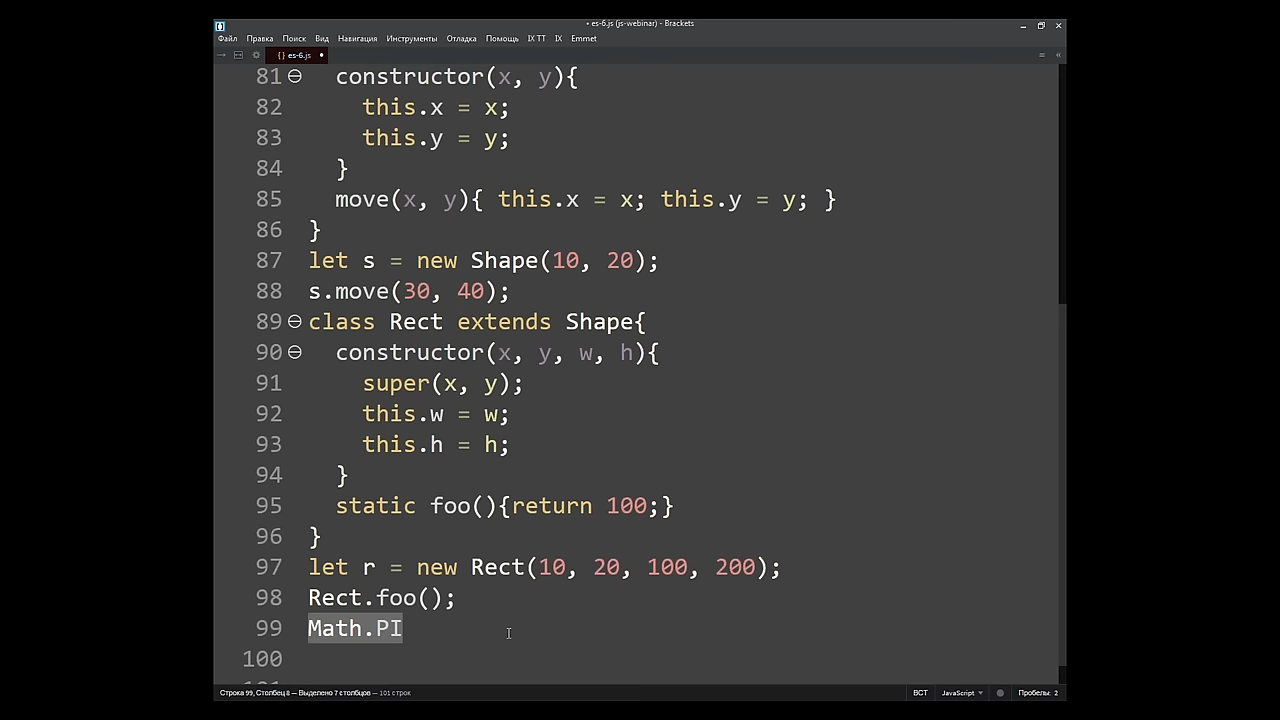 • es-6.js (js-webinar) - Brackets
Файл Правка Поиск Вид Навигация Инструменты Отладка Помощь IX TT IX Emmet
{ } es-6.js •
81 constructor(x, y){
82 this.x = x;
83 this.y = y;
84 }
85 move(x, y){ this.x = x; this.y = y; }
86 }
87 let s = new Shape(10, 20);
88 s.move(30, 40);
89 class Rect extends Shape{
90 constructor(x, y, w, h){
91 super(x, y);
92 this.w = w;
93 this.h = h;
94 }
95 static foo(){return 100;}
96 }
97 let r = new Rect(10, 20, 100, 200);
98 Rect.foo();
99 Math.PI
100
Строка 99, Столбец 8 — Выделено 7 столбцов — 101 строк ВСТ JavaScript Пробелы: 2